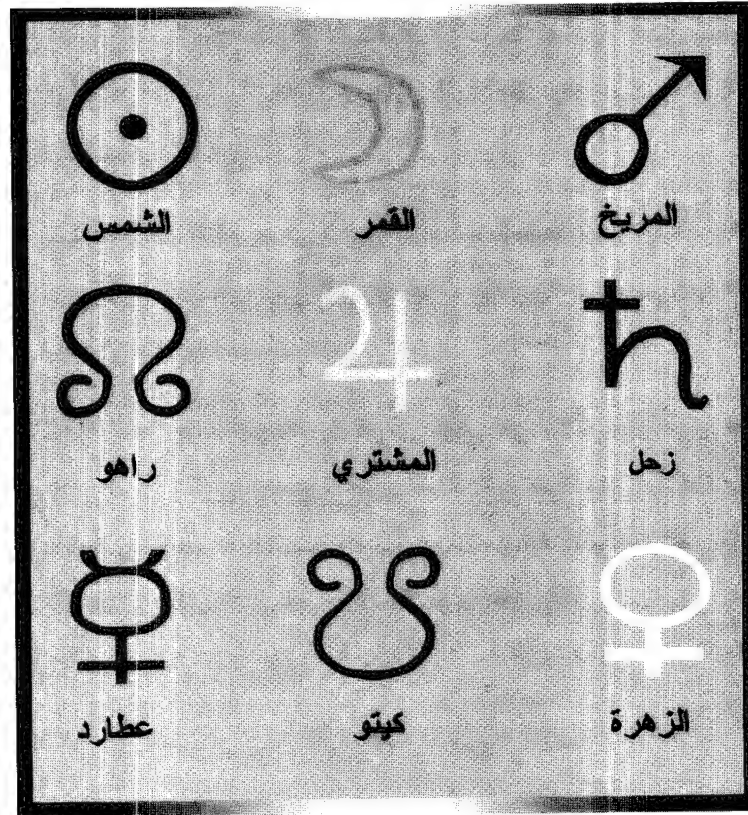 المريخ القمر الشمس
زحل المشتري راهو
الزهرة كيتو عطارد